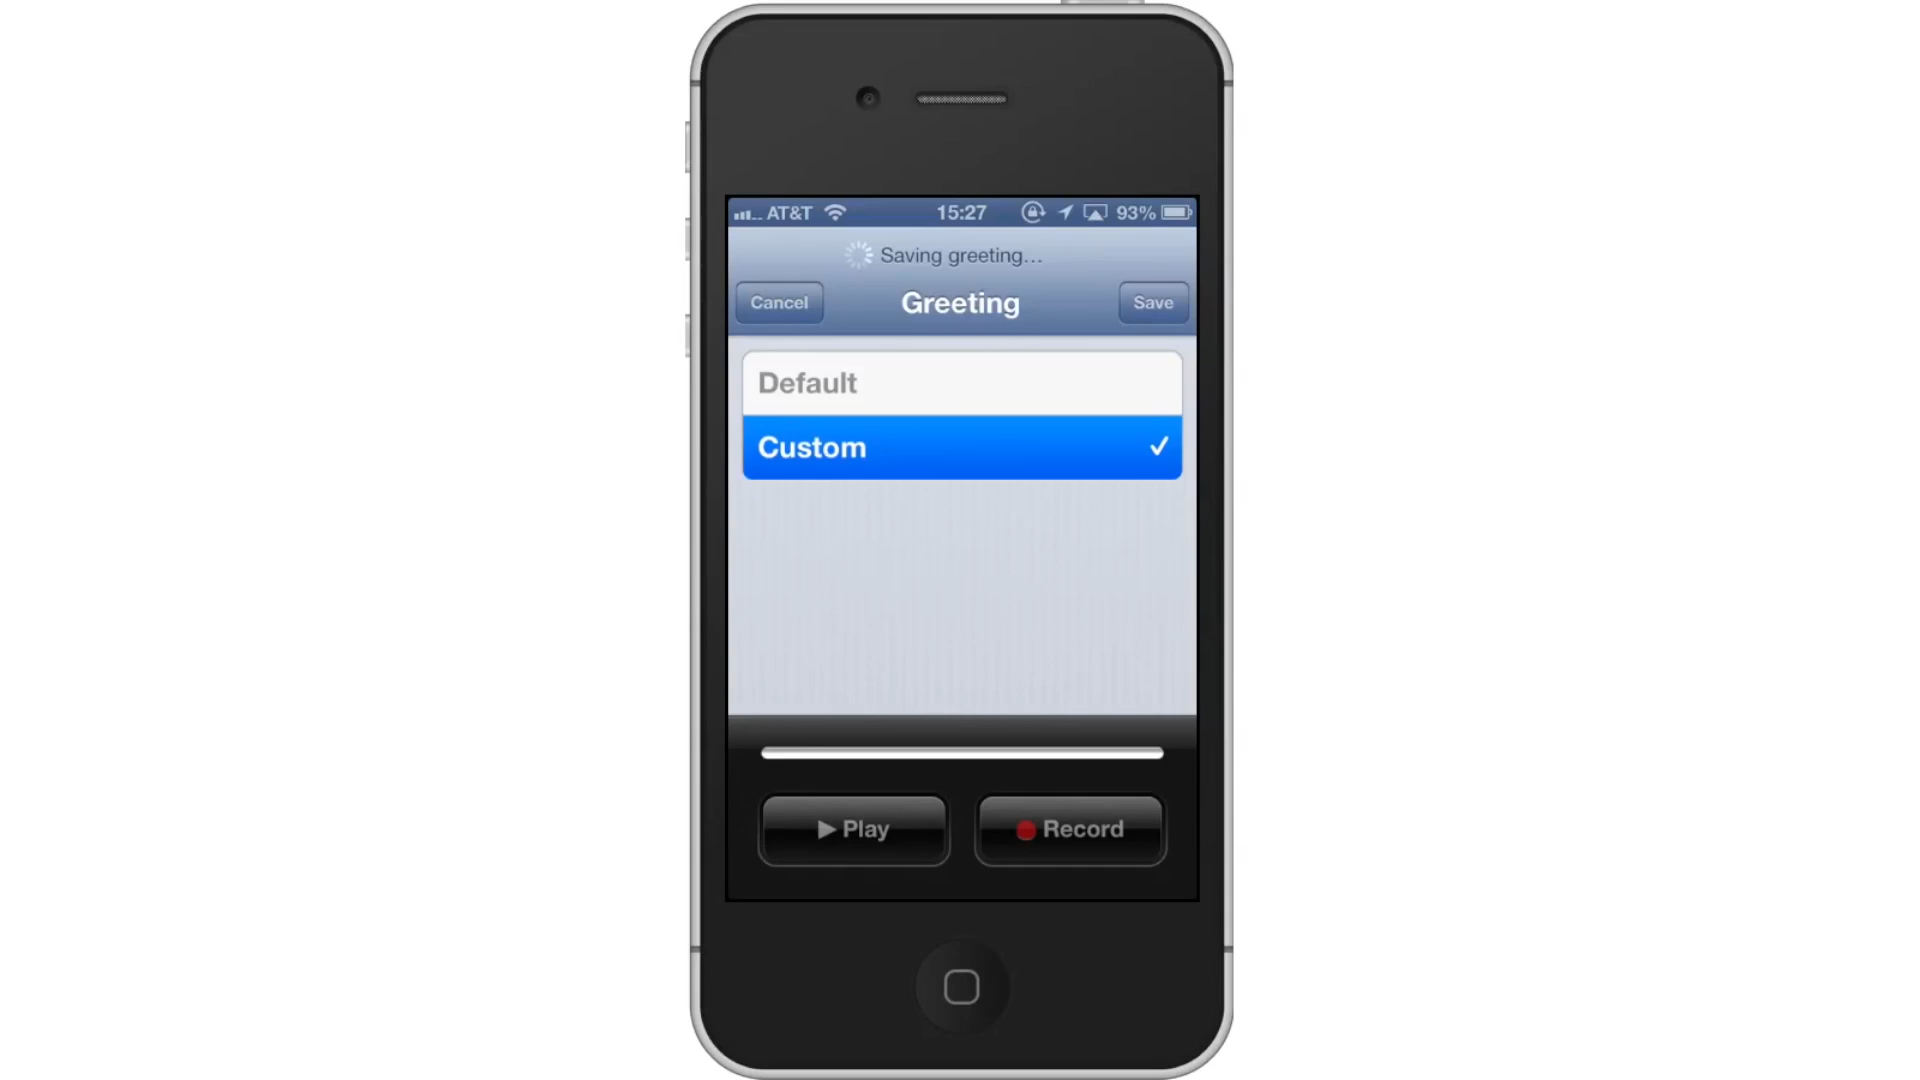 AT&T 15:27 93%
Saving greeting...
Cancel Greeting Save
Default
Custom
Play Record